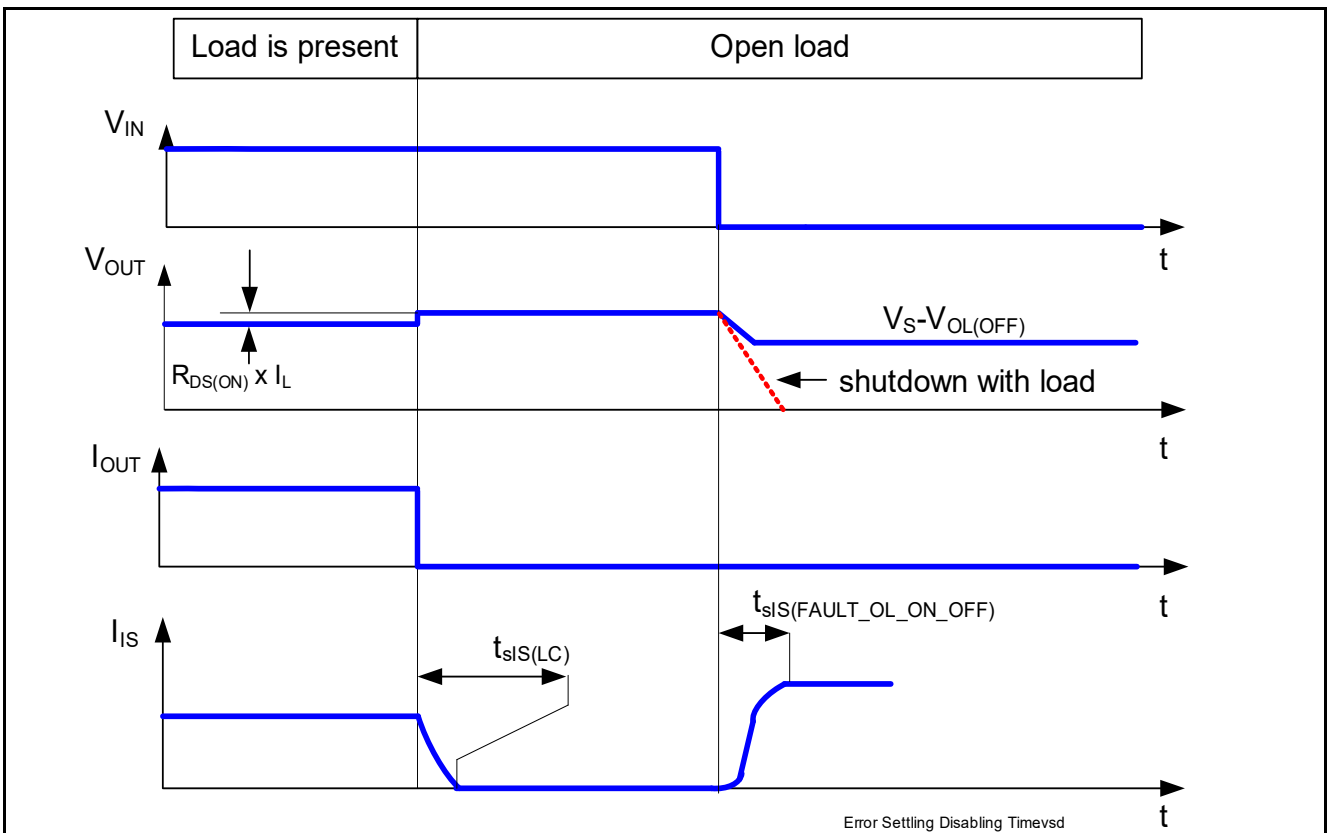 Load is present
Open load
VIN
t
VOUT
VS-VOL(OFF)
RDS(ON) x IL
shutdown with load
t
IOUT
t
tsIS(FAULT_OL_ON_OFF)
IIS
tsIS(LC)
Error Settling Disabling Timevsd
t